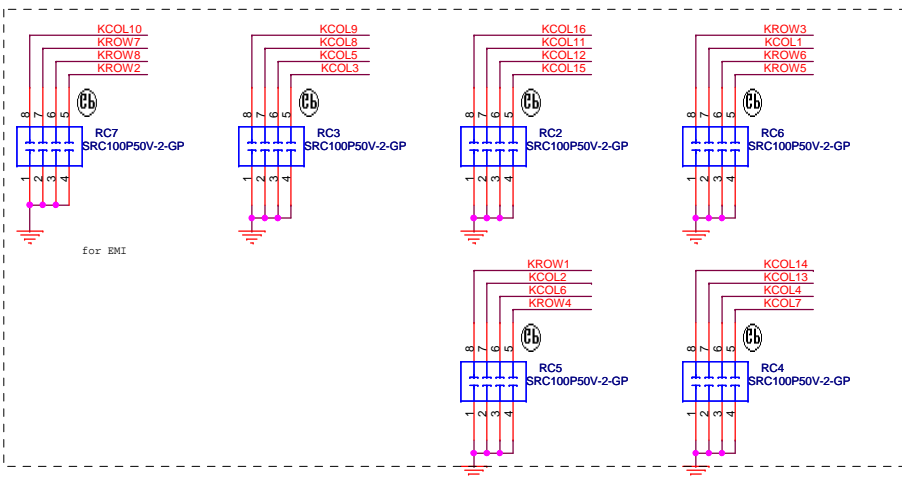 KCOL10
KROW7
KROW8
KROW2
8 7 6 5
RC7
SRC100P50V-2-GP
1 2 3 4
KCOL9
KCOL8
KCOL5
KCOL3
8 7 6 5
RC3
SRC100P50V-2-GP
1 2 3 4
KCOL16
KCOL11
KCOL12
KCOL15
8 7 6 5
RC2
SRC100P50V-2-GP
1 2 3 4
KROW3
KCOL1
KROW6
KROW5
8 7 6 5
RC6
SRC100P50V-2-GP
1 2 3 4
for EMI
KROW1
KCOL2
KCOL6
KROW4
8 7 6 5
RC5
SRC100P50V-2-GP
1 2 3 4
KCOL14
KCOL13
KCOL4
KCOL7
8 7 6 5
RC4
SRC100P50V-2-GP
1 2 3 4